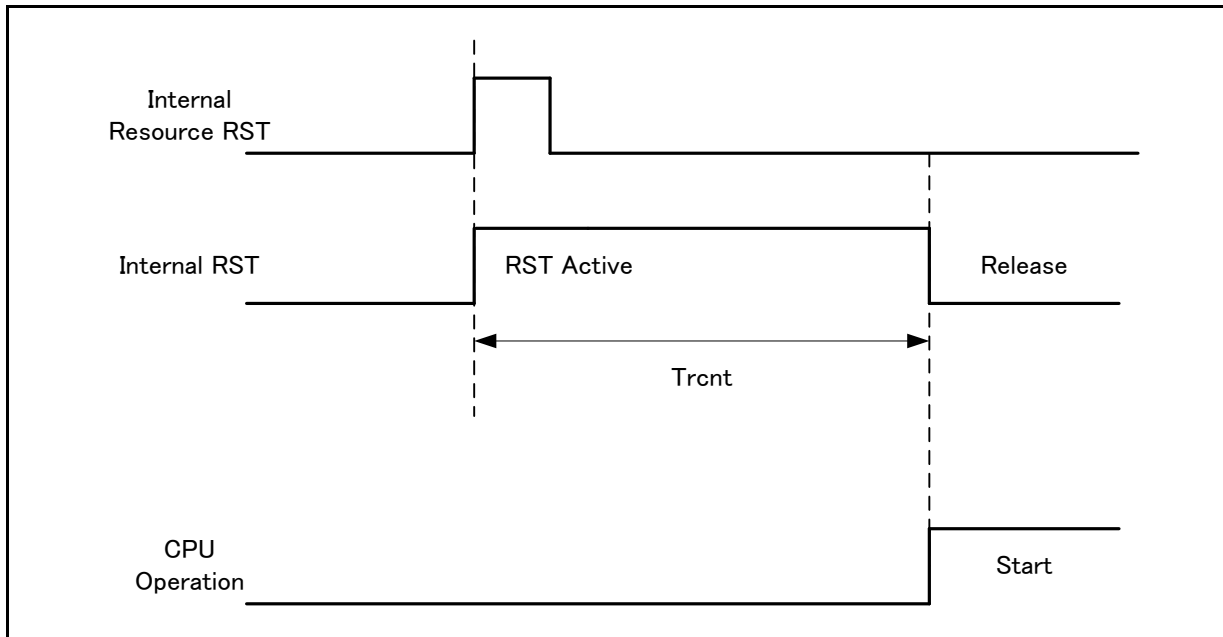 Internal
Resource RST
Internal RST
RST Active
Release
Trcnt
CPU
Operation
Start